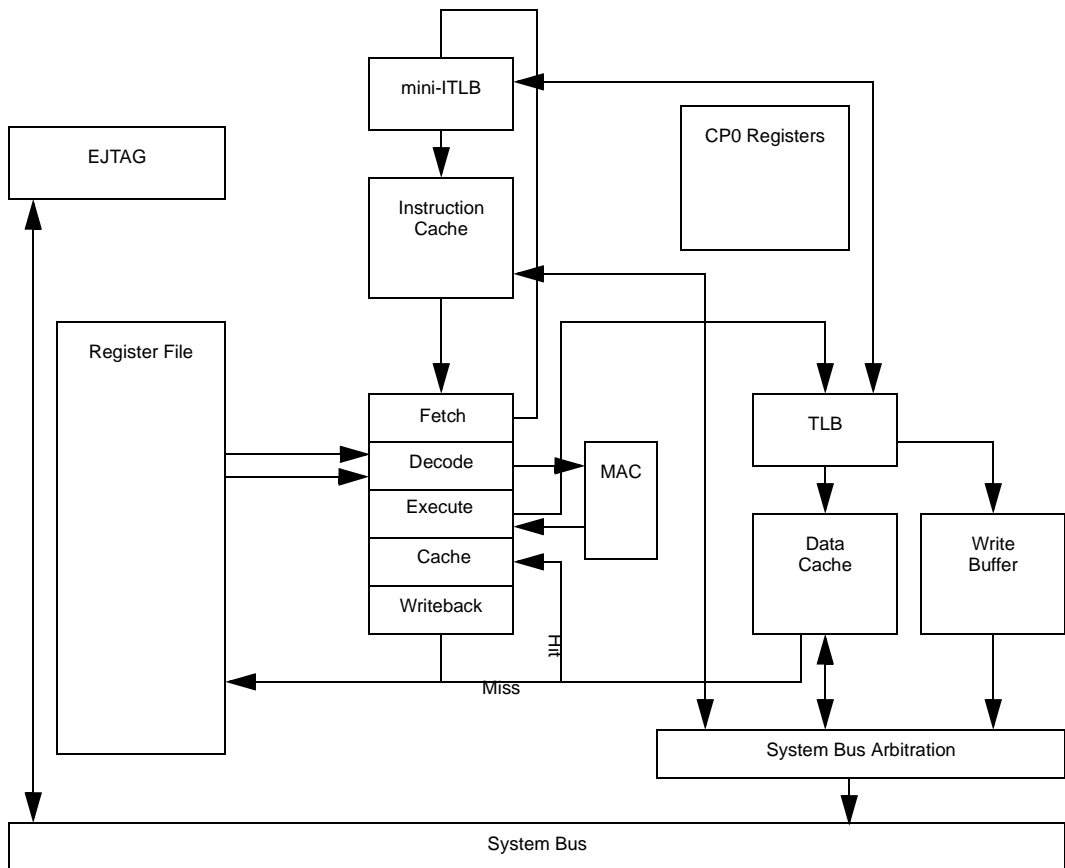 mini-ITLB
CP0 Registers
EJTAG
Instruction
Cache
Register File
Fetch
TLB
Decode
MAC
Execute
Data
Cache
Write
Buffer
Cache
Writeback
Hit
Miss
System Bus Arbitration
System Bus